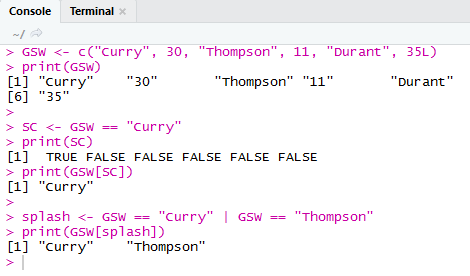 Console Terminal ×
~/
> GSW <- c("Curry", 30, "Thompson", 11, "Durant", 35L)
> print(GSW)
[1] "Curry"    "30"       "Thompson" "11"       "Durant"
[6] "35"
>
> SC <- GSW == "Curry"
> print(SC)
[1]  TRUE FALSE FALSE FALSE FALSE FALSE
> print(GSW[SC])
[1] "Curry"
>
> splash <- GSW == "Curry" | GSW == "Thompson"
> print(GSW[splash])
[1] "Curry"    "Thompson"
>